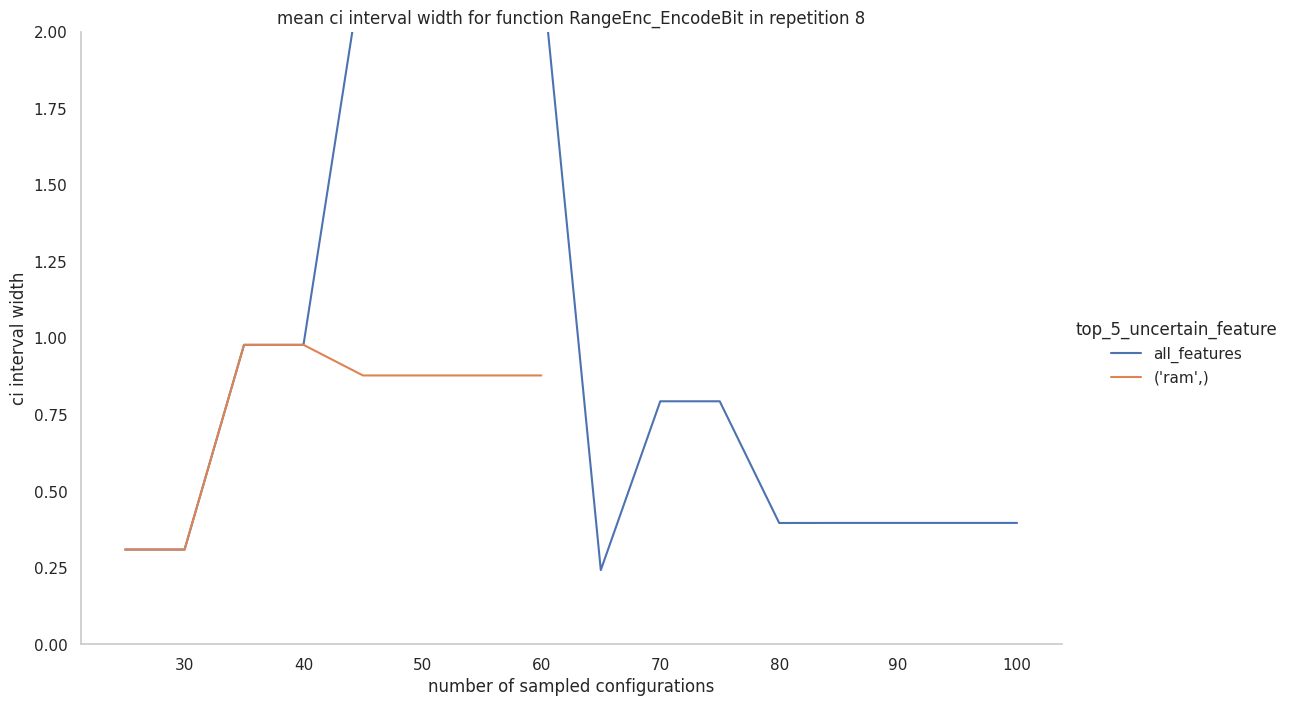 mean ci interval width for function RangeEnc_EncodeBit in repetition 8
2.00
1.75
1.50
1.25
1.00
0.75
0.50
0.25
0.00
ci interval width
30 40 50 60 70 80 90 100
number of sampled configurations
top_5_uncertain_feature
all_features
('ram',)